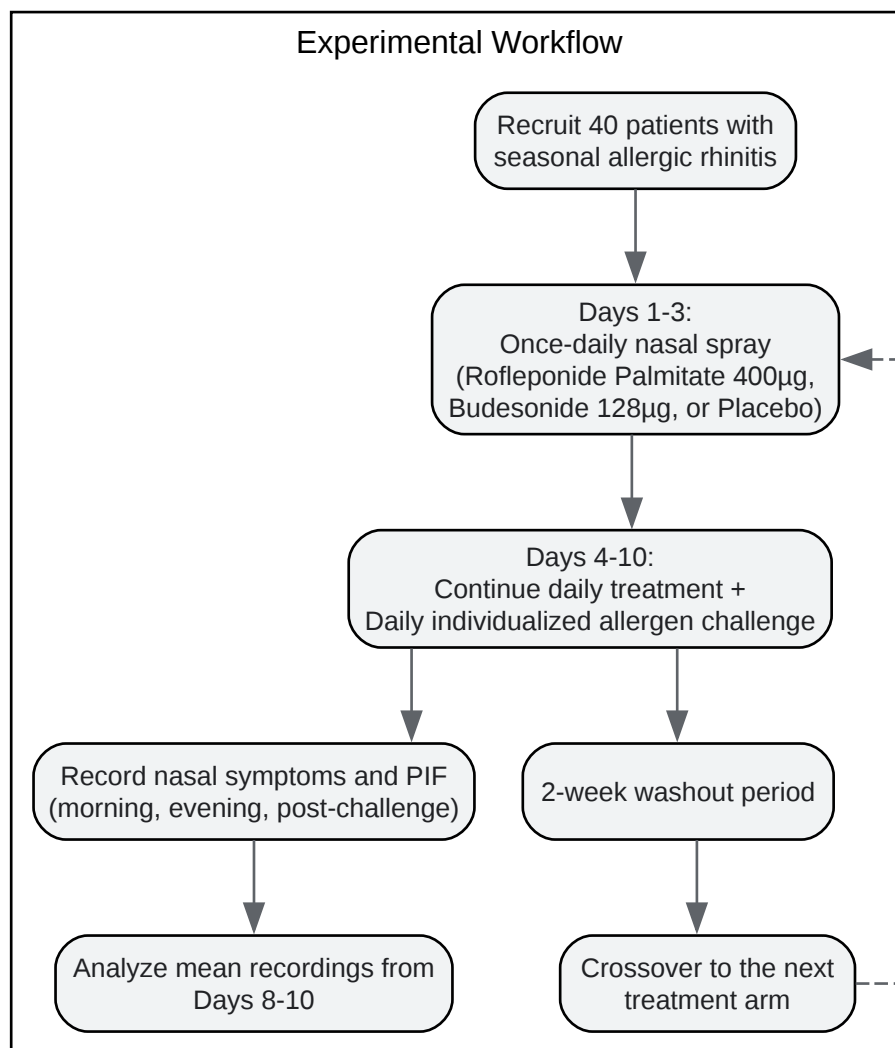 Experimental Workflow
Recruit 40 patients with
seasonal allergic rhinitis
Days 1-3:
Once-daily nasal spray
(Rofleponide Palmitate 400µg,
Budesonide 128µg, or Placebo)
Days 4-10:
Continue daily treatment +
Daily individualized allergen challenge
Record nasal symptoms and PIF
(morning, evening, post-challenge)
2-week washout period
Analyze mean recordings from
Days 8-10
Crossover to the next
treatment arm